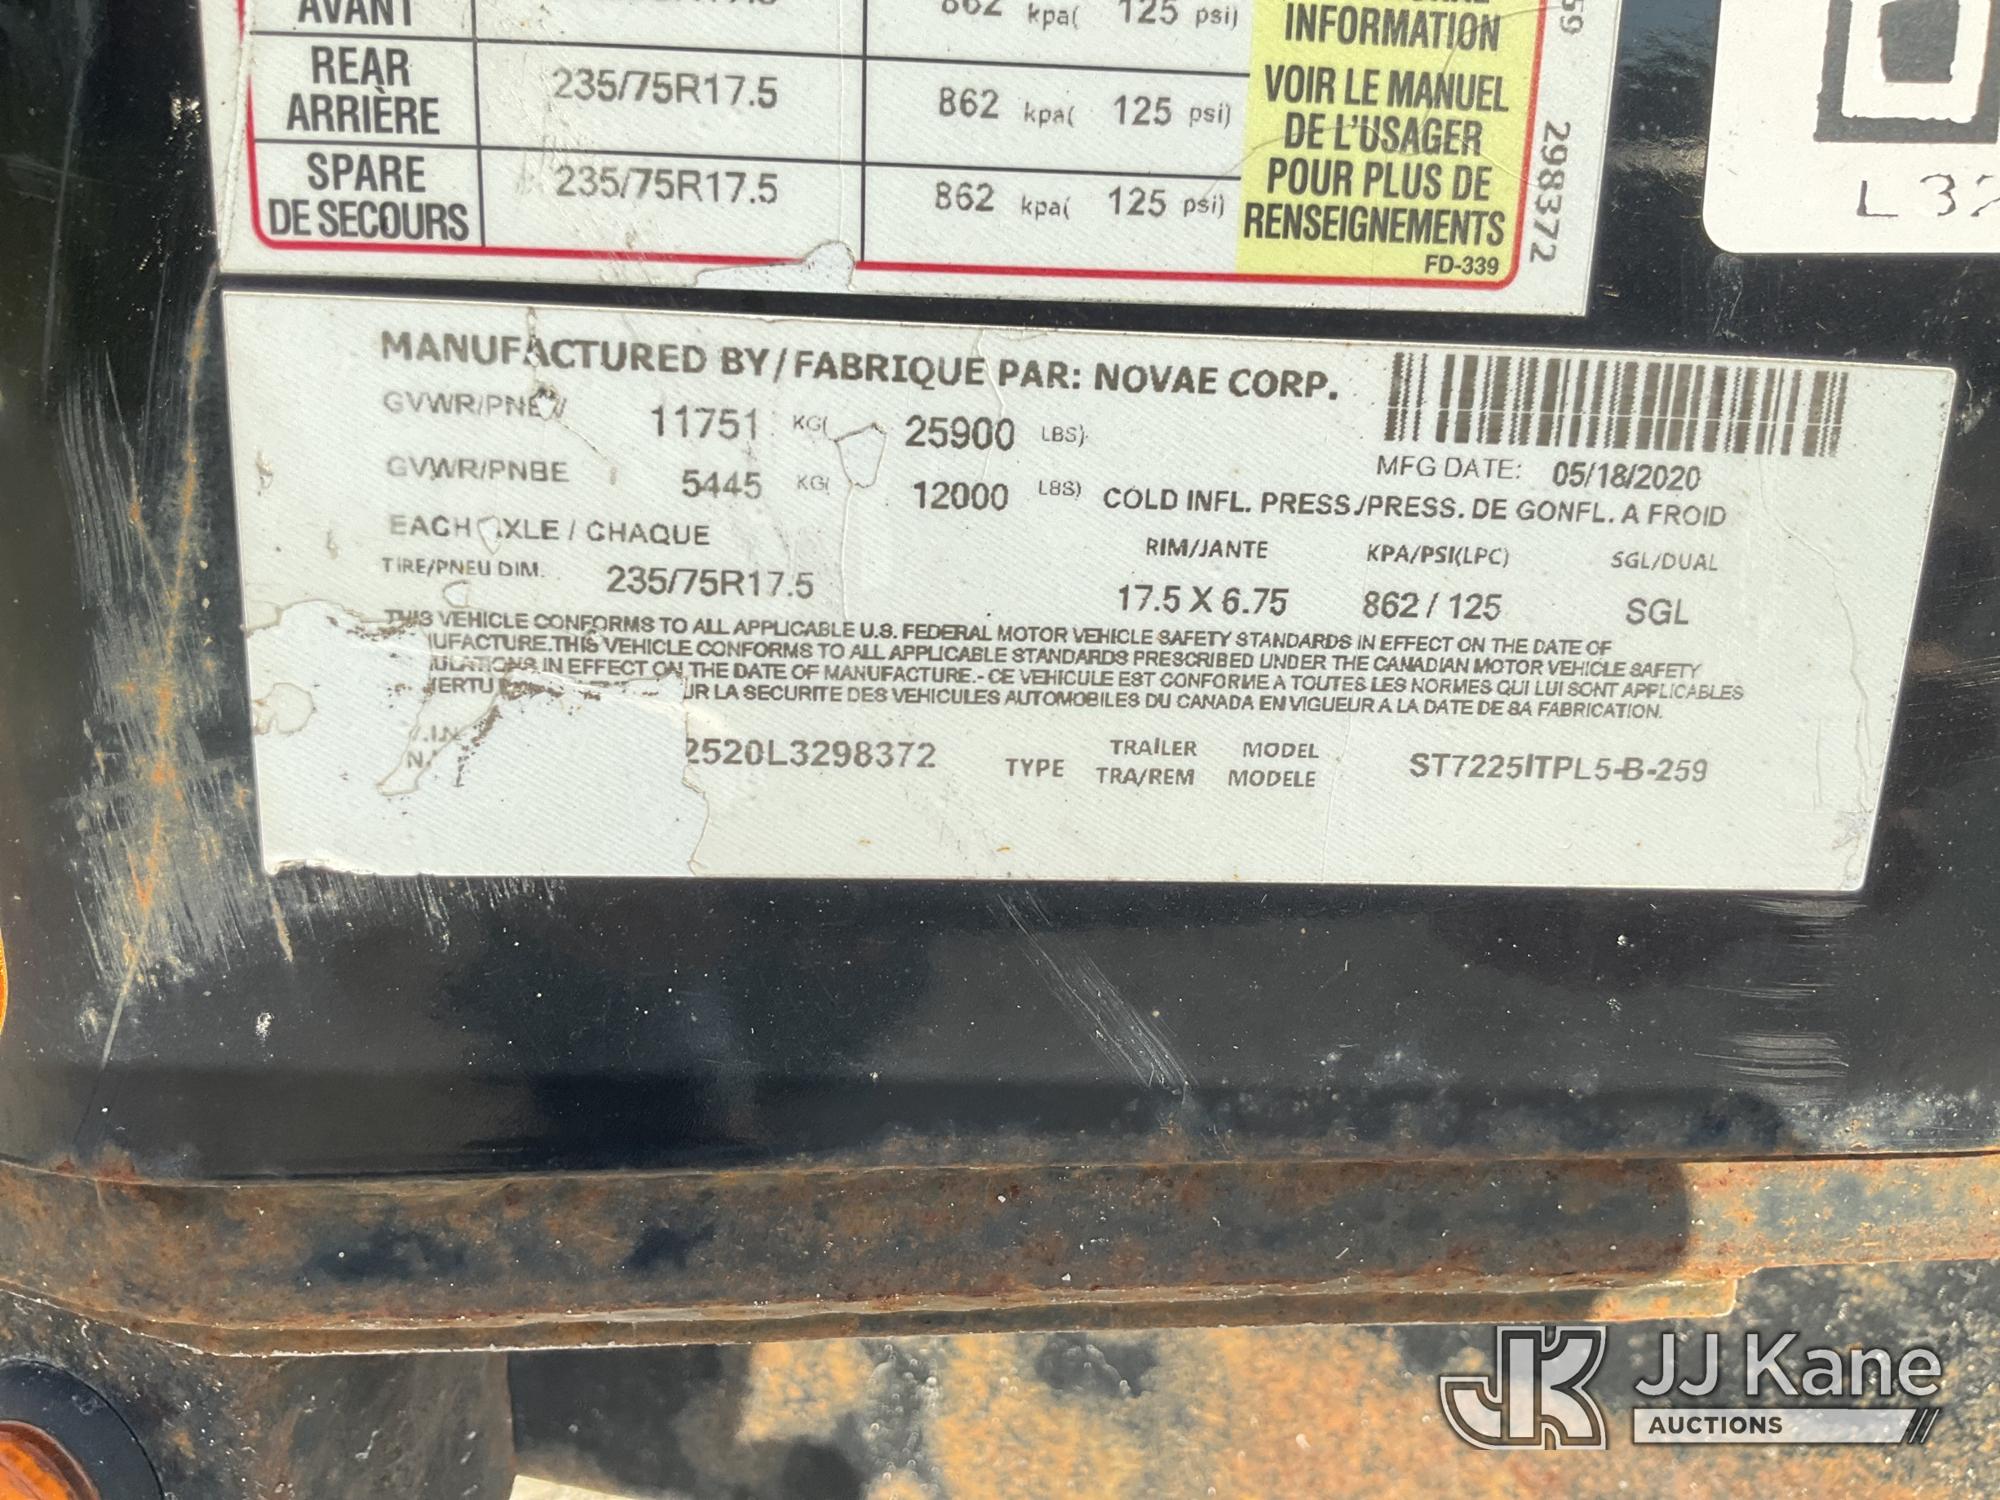 AVANT 862 kpa( 125 psi)
INFORMATION
REAR 235/75R17.5 862 kpa( 125 psi)
ARRIÈRE
VOIR LE MANUEL
DE L'USAGER
POUR PLUS DE
RENSEIGNEMENTS
SPARE 235/75R17.5 862 kpa( 125 psi)
DE SECOURS
FD-339
59 298372
L 32
MANUFACTURED BY/FABRIQUE PAR: NOVAE CORP.
GVWR/PNEV 11751 KG( 25900 LBS)
MFG DATE: 05/18/2020
GVWR/PNBE 5445 KG( 12000 LBS) COLD INFL. PRESS./PRESS. DE GONFL. A FROID
EACH AXLE / CHAQUE RIM/JANTE KPA/PSI(LPC) SGL/DUAL
TIRE/PNEU DIM. 235/75R17.5 17.5 X 6.75 862 / 125 SGL
THIS VEHICLE CONFORMS TO ALL APPLICABLE U.S. FEDERAL MOTOR VEHICLE SAFETY STANDARDS IN EFFECT ON THE DATE OF
UFACTURE.THIS VEHICLE CONFORMS TO ALL APPLICABLE STANDARDS PRESCRIBED UNDER THE CANADIAN MOTOR VEHICLE SAFETY
ULATIONS IN EFFECT ON THE DATE OF MANUFACTURE.- CE VEHICULE EST CONFORME A TOUTES LES NORMES QUI LUI SONT APPLICABLES
UR LA SECURITE DES VEHICULES AUTOMOBILES DU CANADA EN VIGUEUR A LA DATE DE SA FABRICATION.
V.I.N. 2520L3298372 TYPE TRAILER MODEL ST7225ITPL5-B-259
N. TRA/REM MODELE
JK JJ Kane
AUCTIONS